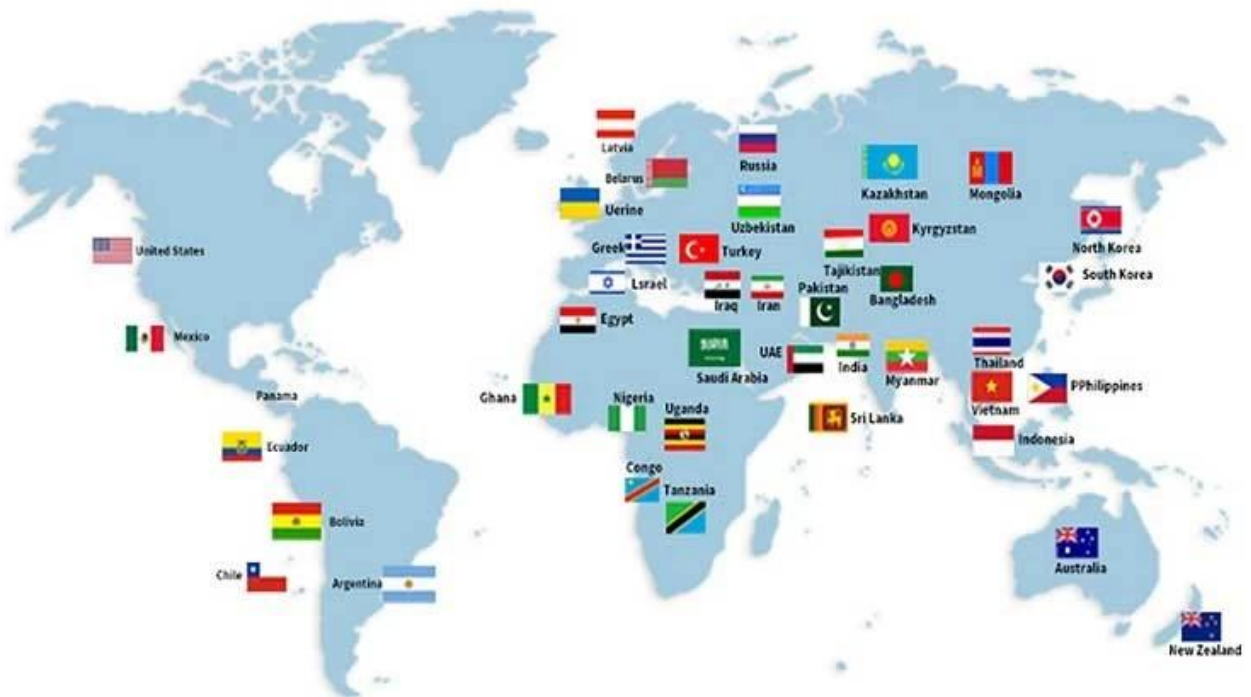 Latvia
Russia
Belarus
Kazakhstan
Mongolia
Uerine
Uzbekistan
Kyrgyzstan
North Korea
United States
Greek
Turkey
Tajikistan
South Korea
Lsrael
Iraq
Iran
Pakistan
Bangladesh
Egypt
Mexico
Saudi Arabia
UAE
India
Myanmar
Thailand
PPhilippines
Panama
Ghana
Nigeria
Uganda
Vietnam
Sri Lanka
Indonesia
Ecuador
Congo
Tanzania
Bolivia
Australia
Chile
Argentina
New Zealand